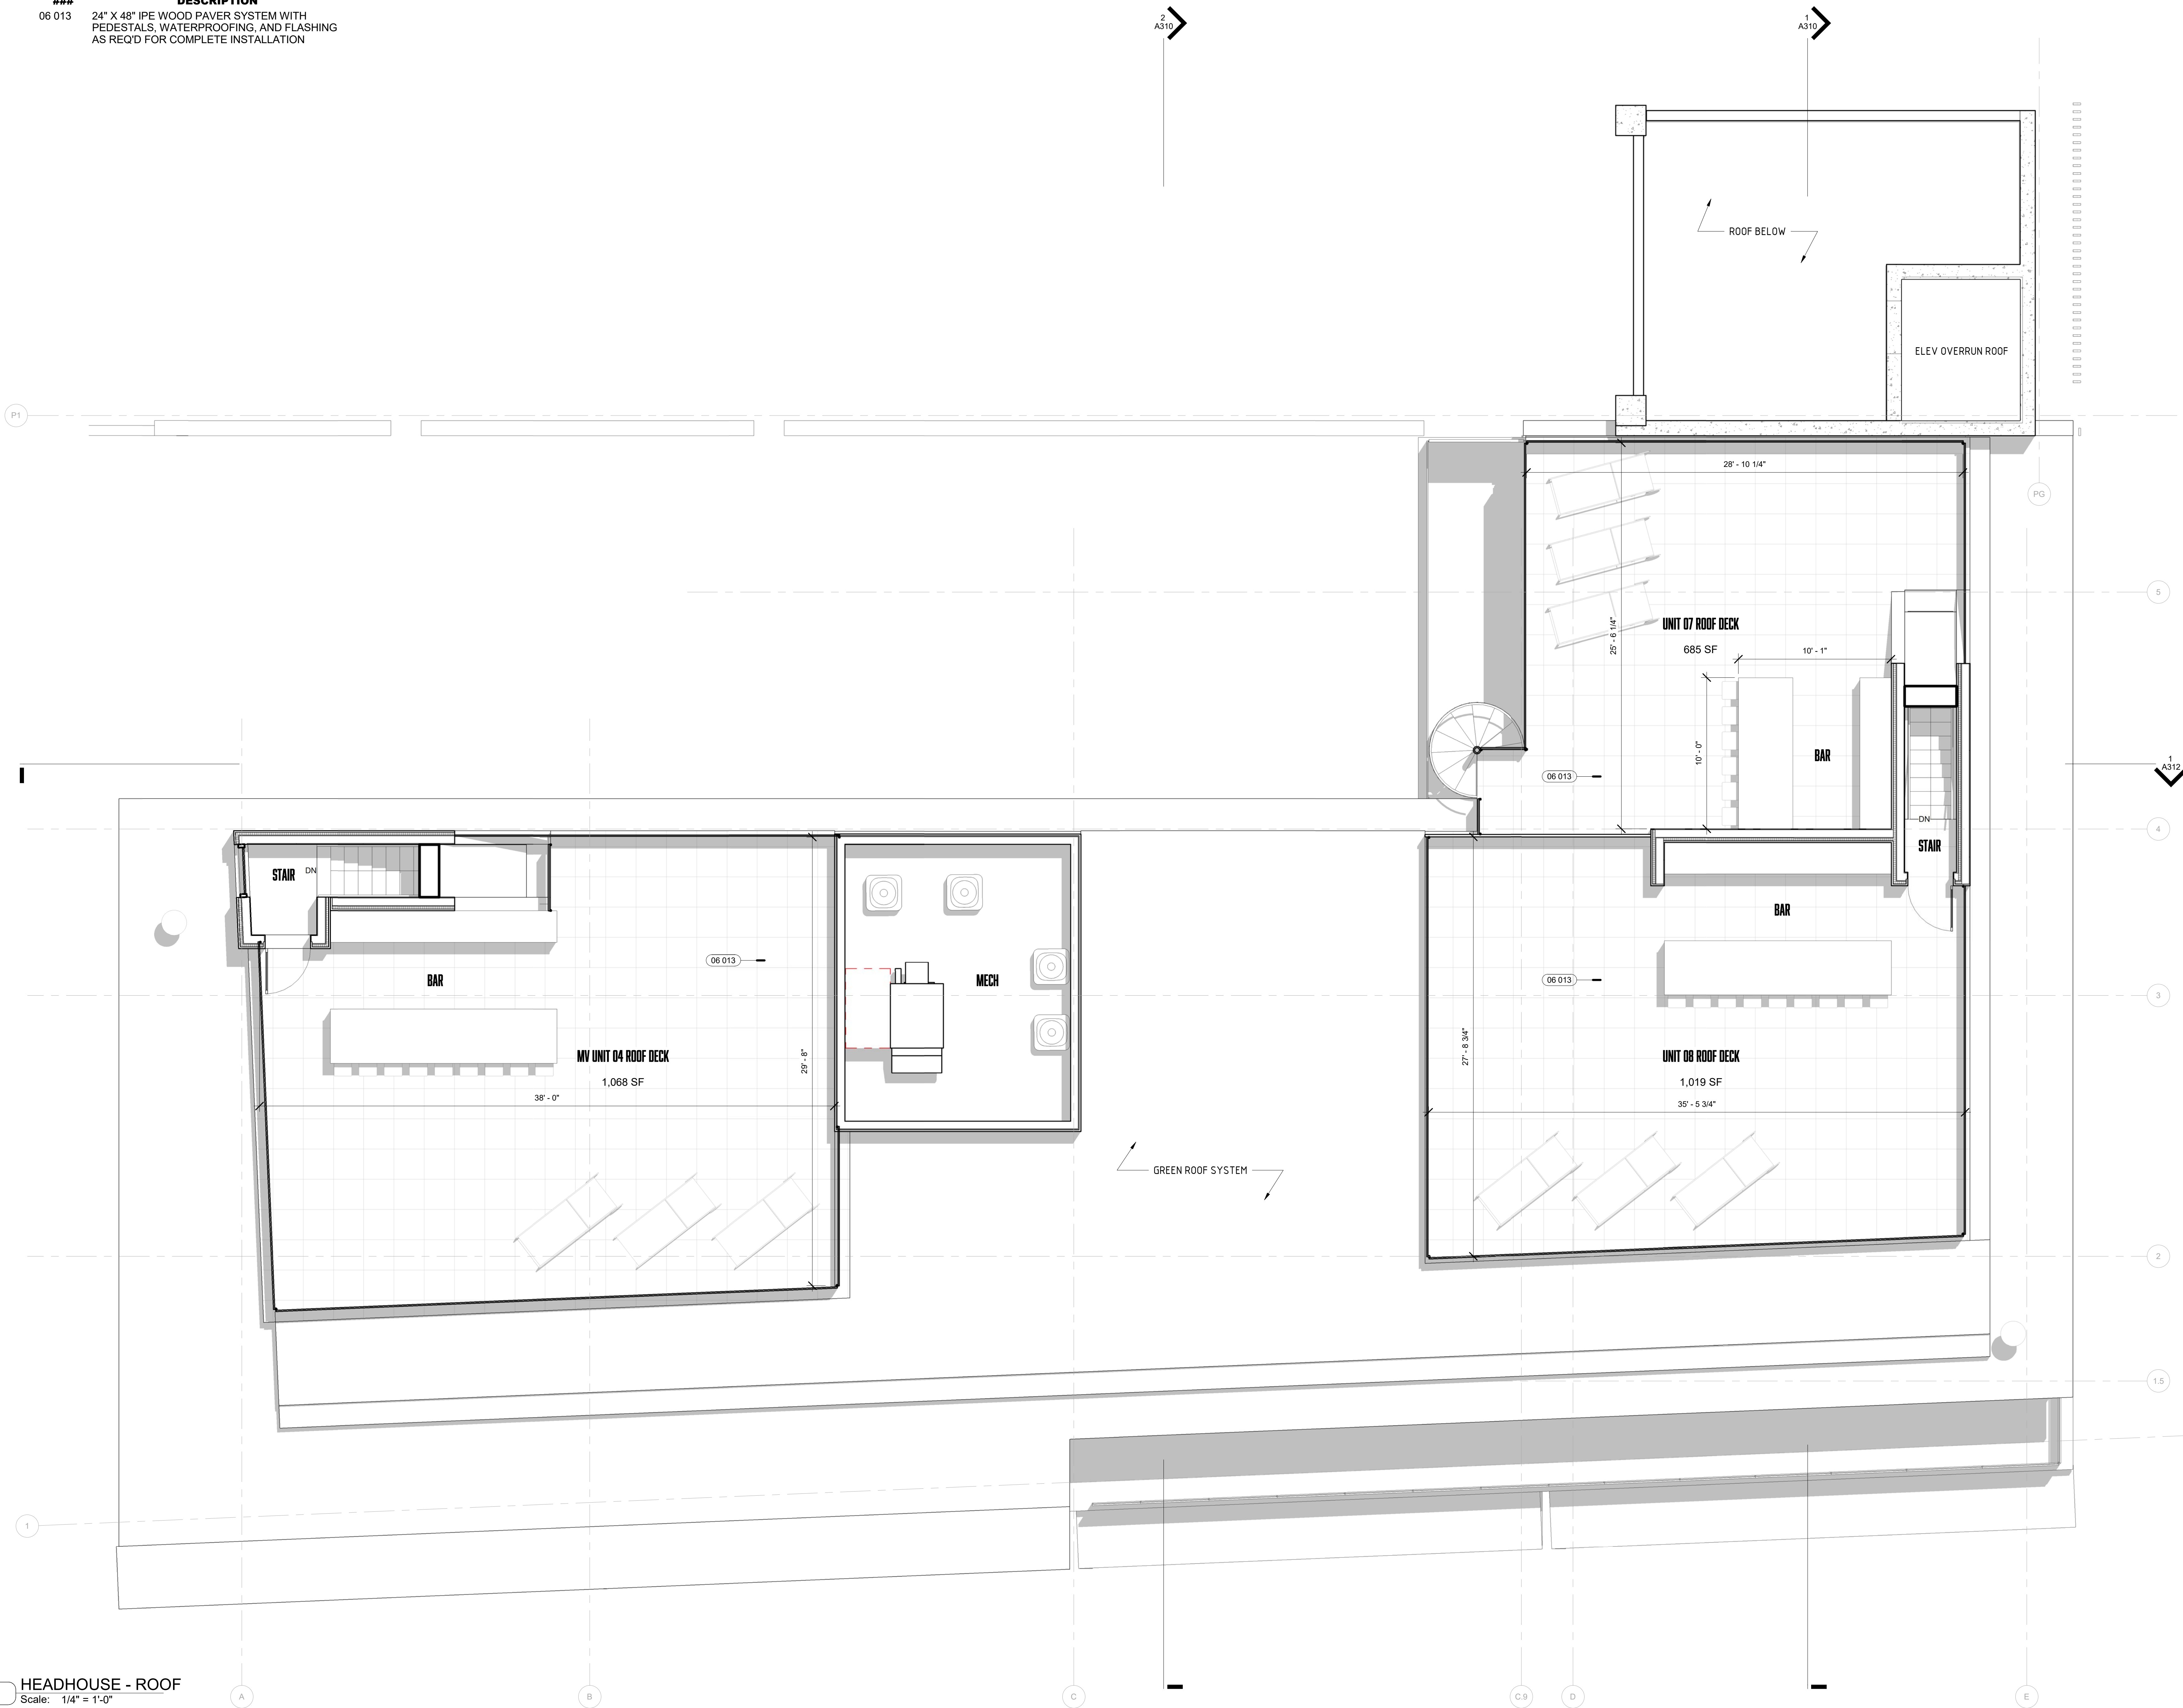 ### DESCRIPTION
06 013 24" X 48" IPE WOOD PAVER SYSTEM WITH
PEDESTALS, WATERPROOFING, AND FLASHING
AS REQ'D FOR COMPLETE INSTALLATION
2
A310
1
A310
ROOF BELOW
ELEV OVERRUN ROOF
P1
28' - 10 1/4"
PG
5
25' - 6 1/4"
UNIT 07 ROOF DECK
685 SF
10' - 1"
10' - 0"
BAR
06 013
1
A312
DN
STAIR
4
STAIR
DN
BAR
06 013
MECH
BAR
06 013
3
MV UNIT 04 ROOF DECK
1,068 SF
29' - 8"
38' - 0"
27' - 8 3/4"
UNIT 08 ROOF DECK
1,019 SF
35' - 5 3/4"
GREEN ROOF SYSTEM
2
1.5
1
HEADHOUSE - ROOF
Scale: 1/4" = 1'-0"
A
B
C
C.9
D
E